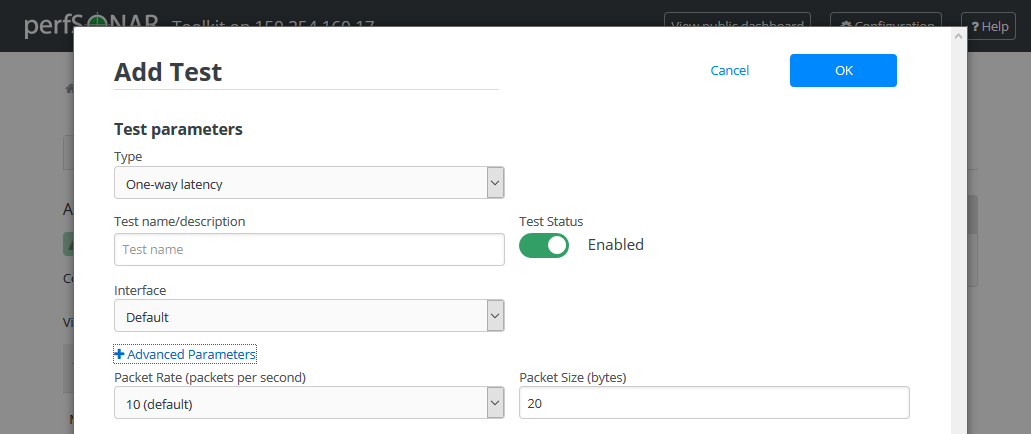 perfSONAR Toolkit on 150.254.160.17
View public dashboard
Configuration
? Help
Add Test
Cancel
OK
Test parameters
Type
One-way latency
Test name/description
Test Status
Test name
Enabled
Interface
Default
+ Advanced Parameters
Packet Rate (packets per second)
Packet Size (bytes)
10 (default)
20